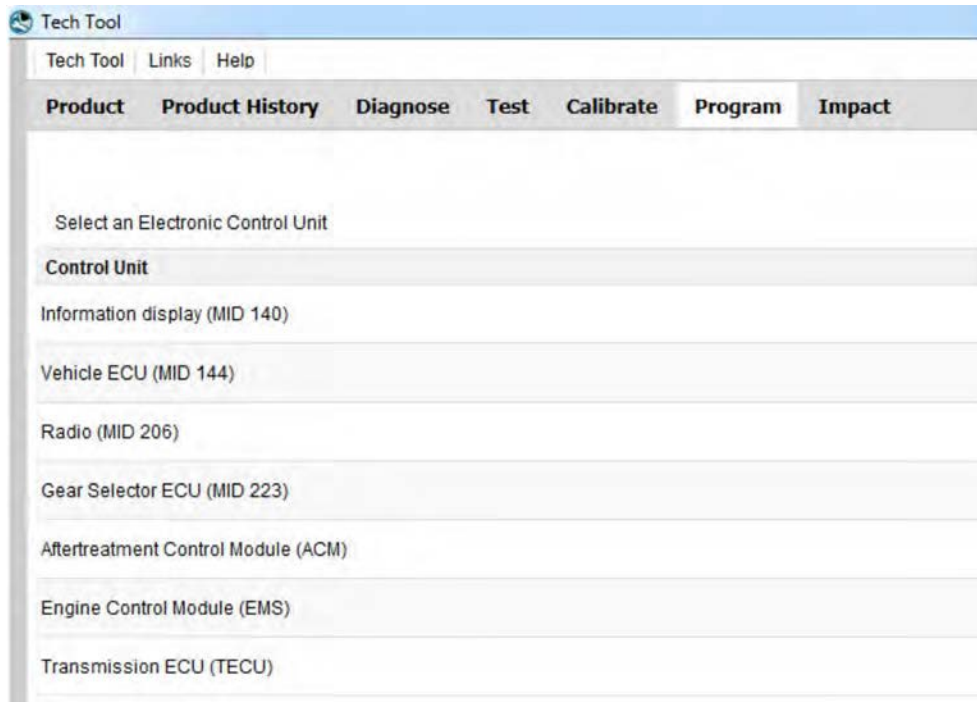 Tech Tool
Tech Tool Links Help
Product Product History Diagnose Test Calibrate Program Impact
Select an Electronic Control Unit
Control Unit
Information display (MID 140)
Vehicle ECU (MID 144)
Radio (MID 206)
Gear Selector ECU (MID 223)
Aftertreatment Control Module (ACM)
Engine Control Module (EMS)
Transmission ECU (TECU)